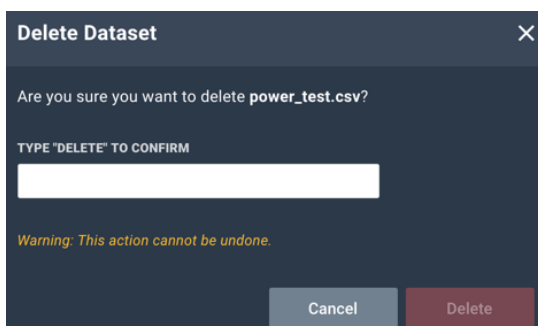 Delete Dataset
Are you sure you want to delete power_test.csv?
TYPE "DELETE" TO CONFIRM
Warning: This action cannot be undone.
Cancel Delete